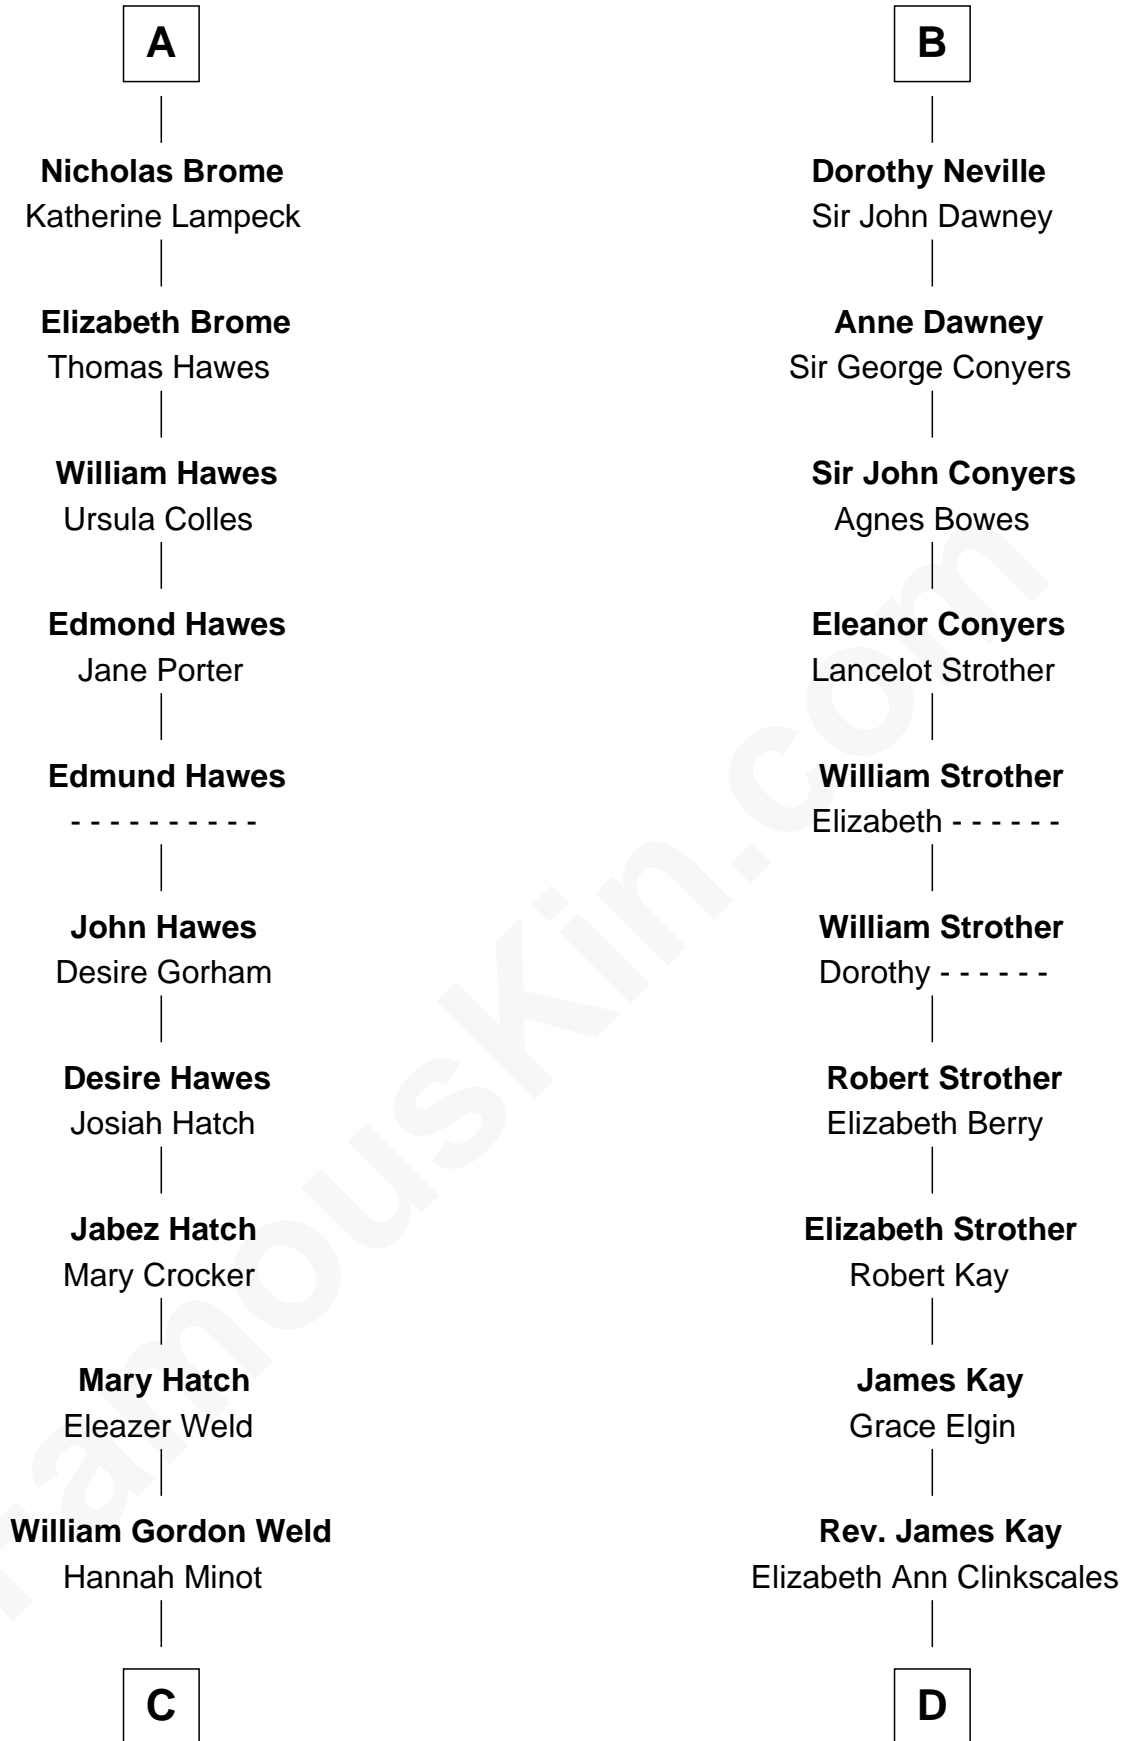 A
Nicholas Brome
Katherine Lampeck
Elizabeth Brome
Thomas Hawes
William Hawes
Ursula Colles
Edmond Hawes
Jane Porter
Edmund Hawes
- - - - - - - - - -
John Hawes
Desire Gorham
Desire Hawes
Josiah Hatch
Jabez Hatch
Mary Crocker
Mary Hatch
Eleazer Weld
William Gordon Weld
Hannah Minot
C
B
Dorothy Neville
Sir John Dawney
Anne Dawney
Sir George Conyers
Sir John Conyers
Agnes Bowes
Eleanor Conyers
Lancelot Strother
William Strother
Elizabeth - - - - - -
William Strother
Dorothy - - - - - -
Robert Strother
Elizabeth Berry
Elizabeth Strother
Robert Kay
James Kay
Grace Elgin
Rev. James Kay
Elizabeth Ann Clinkscales
D
FamousKin.com